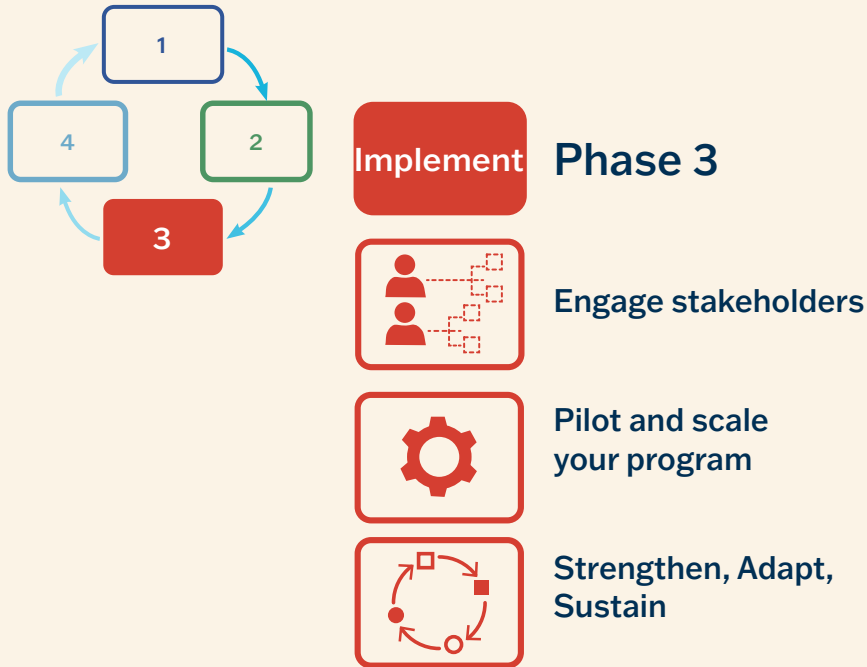 1
4
2
3
Implement
Phase 3
Engage stakeholders
Pilot and scale
your program
Strengthen, Adapt,
Sustain